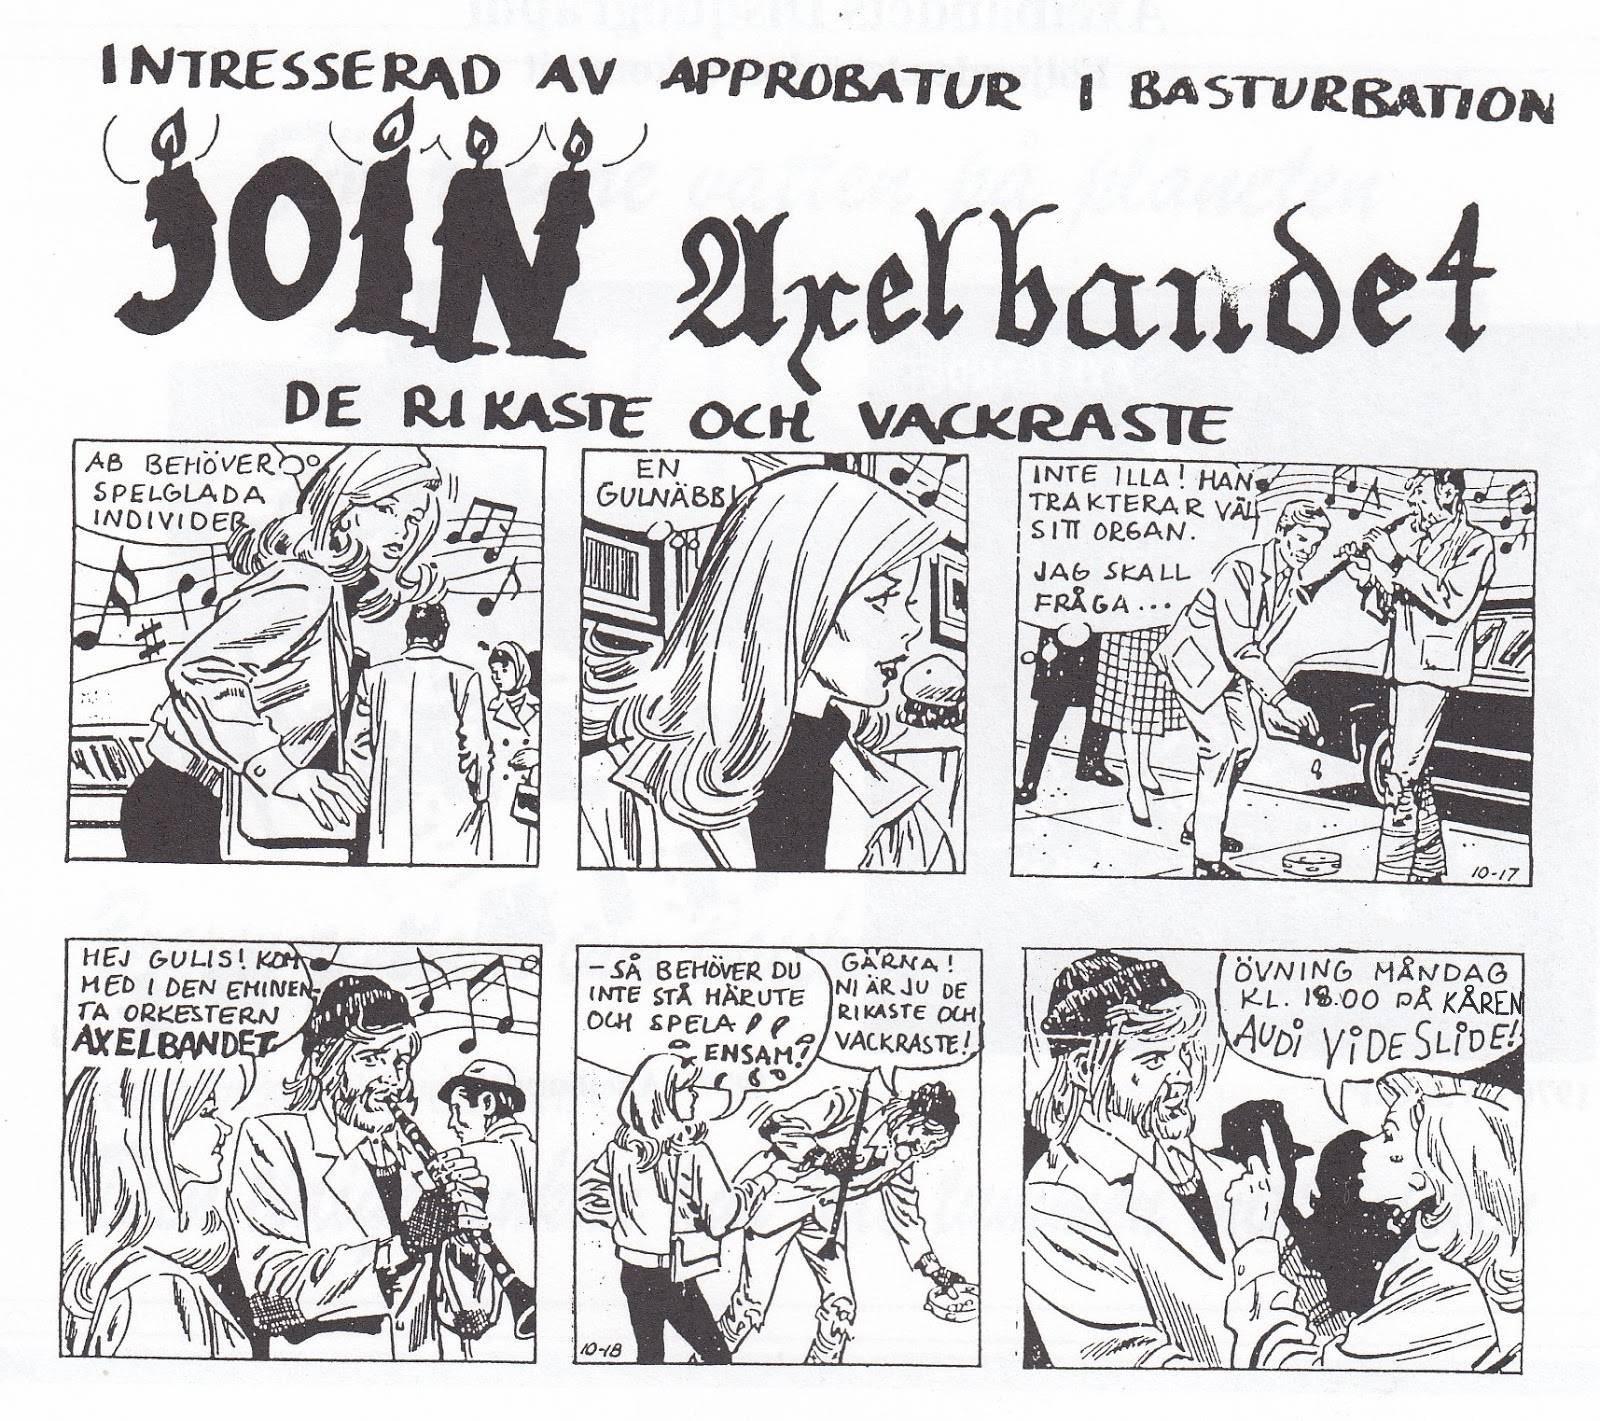 INTRESSERAD AV APPROBATUR I BASTURBATION
JOIN Axelbandet
DE RIKASTE OCH VACKRASTE
AB BEHÖVER
SPELGLADA
INDIVIDER
EN
GULNÄBB!
INTE ILLA! HAN
TRAKTERAR VÄL
SITT ORGAN.
JAG SKALL
FRÅGA...
10-17
HEJ GULIS! KOM
MED I DEN EMINEN-
TA ORKESTERN
AXELBANDET
- SÅ BEHÖVER DU
INTE STÅ HÄRUTE
OCH SPELA
ENSAM!
GÄRNA!
NI ÄR JU DE
RIKASTE OCH
VACKRASTE!
10-18
ÖVNING MÅNDAG
KL. 18.00 PÅ KÅREN
AUDI VIDE SLIDE!